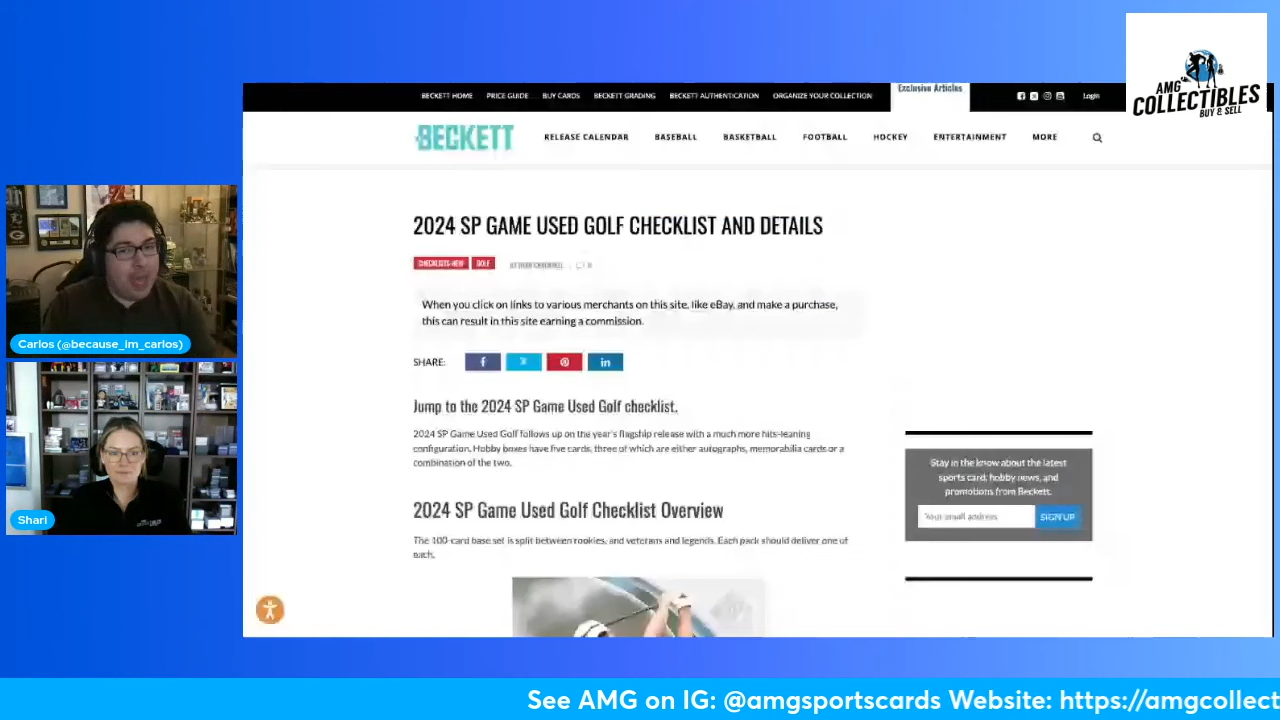 AMG
COLLECTIBLES
BUY & SELL
BECKETT HOME PRICE GUIDE BUY CARDS BECKETT GRADING BECKETT AUTHENTICATION ORGANIZE YOUR COLLECTION Exclusive Articles Login
BECKETT RELEASE CALENDAR BASEBALL BASKETBALL FOOTBALL HOCKEY ENTERTAINMENT MORE
2024 SP GAME USED GOLF CHECKLIST AND DETAILS
CHECKLISTS-NEW GOLF
When you click on links to various merchants on this site, like eBay, and make a purchase,
this can result in this site earning a commission.
SHARE:
Jump to the 2024 SP Game Used Golf checklist.
2024 SP Game Used Golf follows up on the year's flagship release with a much more hits-leaning
configuration. Hobby boxes have five cards, three of which are either autographs, memorabilia cards or a
combination of the two.
2024 SP Game Used Golf Checklist Overview
The 100-card base set is split between rookies, and veterans and legends. Each pack should deliver one of
each.
Stay in the know about the latest
sports card, hobby news, and
promotions from Beckett.
Your email address SIGN UP
Carlos (@because_Im_carlos)
Shari
See AMG on IG: @amgsportscards Website: https://amgcollect